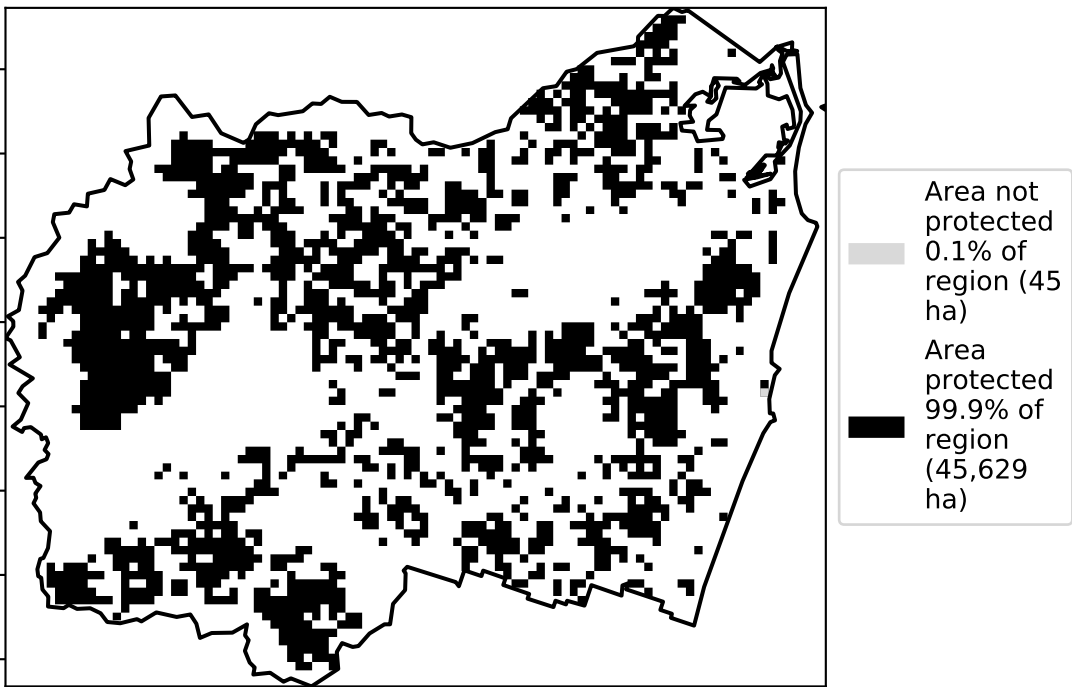 Area not
protected
0.1% of
region (45
ha)
Area
protected
99.9% of
region
(45,629
ha)